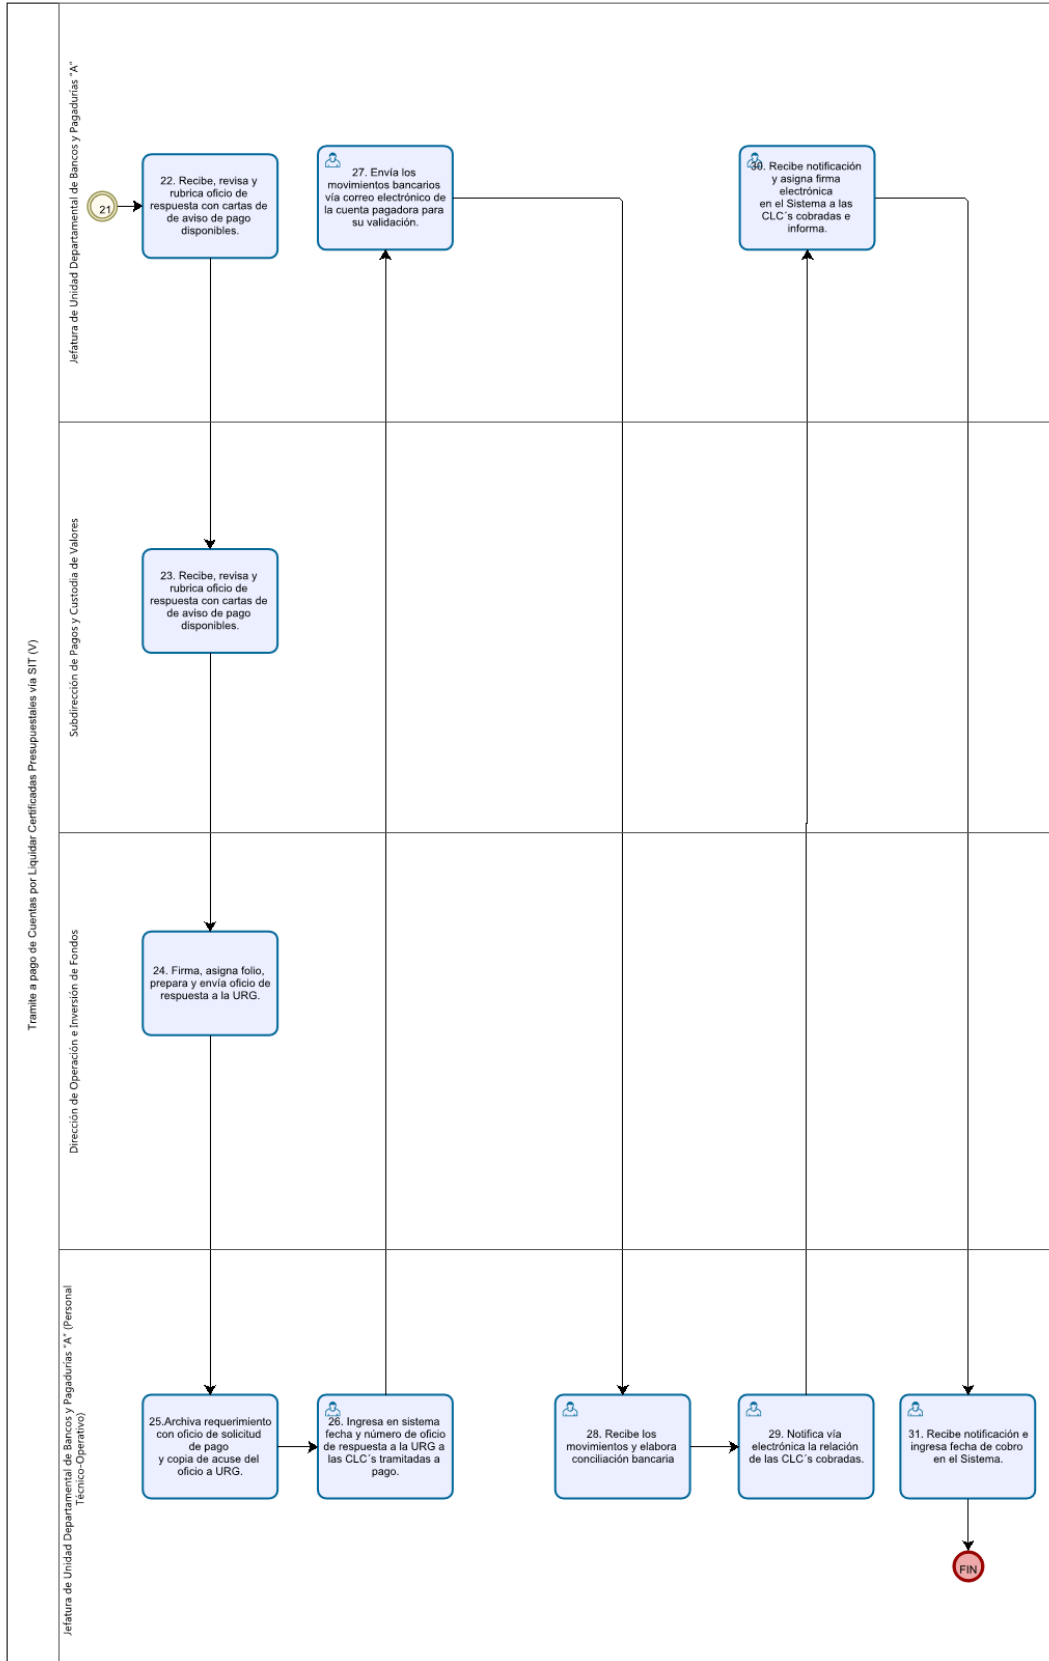 Tramite a pago de Cuentas por Liquidar Certificadas Presupuestales vía SIT (V)
Jefatura de Unidad Departamental de Bancos y Pagadurías "A"
21
22. Recibe, revisa y
rubrica oficio de
respuesta con cartas de
de aviso de pago
disponibles.
27. Envía los
movimientos bancarios
vía correo electrónico de
la cuenta pagadora para
su validación.
30. Recibe notificación
y asigna firma
electrónica
en el Sistema a las
CLC´s cobradas e
informa.
Subdirección de Pagos y Custodia de Valores
23. Recibe, revisa y
rubrica oficio de
respuesta con cartas de
de aviso de pago
disponibles.
Dirección de Operación e Inversión de Fondos
24. Firma, asigna folio,
prepara y envía oficio de
respuesta a la URG.
Jefatura de Unidad Departamental de Bancos y Pagadurías "A" (Personal
Técnico-Operativo)
25.Archiva requerimiento
con oficio de solicitud
de pago
y copia de acuse del
oficio a URG.
26. Ingresa en sistema
fecha y número de oficio
de respuesta a la URG a
las CLC´s tramitadas a
pago.
28. Recibe los
movimientos y elabora
conciliación bancaria
29. Notifica vía
electrónica la relación
de las CLC´s cobradas.
31. Recibe notificación e
ingresa fecha de cobro
en el Sistema.
FIN